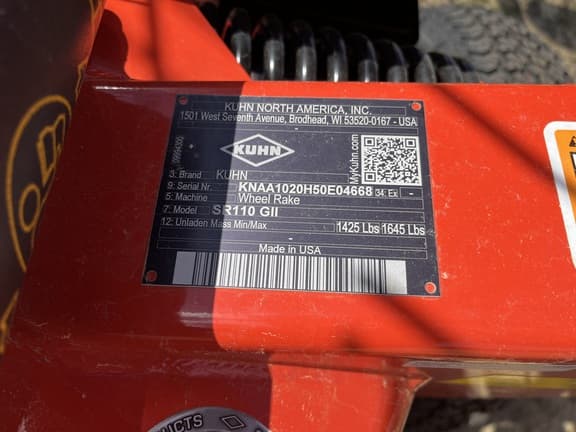 KUHN NORTH AMERICA, INC.
1501 West Seventh Avenue, Brodhead, WI 53520-0167 - USA
KUHN
MyKuhn.com
3: Brand KUHN
9: Serial Nr. KNAA1020H50E04668 34: Ex -
5: Machine Wheel Rake
7: Model SR110 GII
12: Unladen Mass Min/Max 1425 Lbs 1645 Lbs
Made in USA